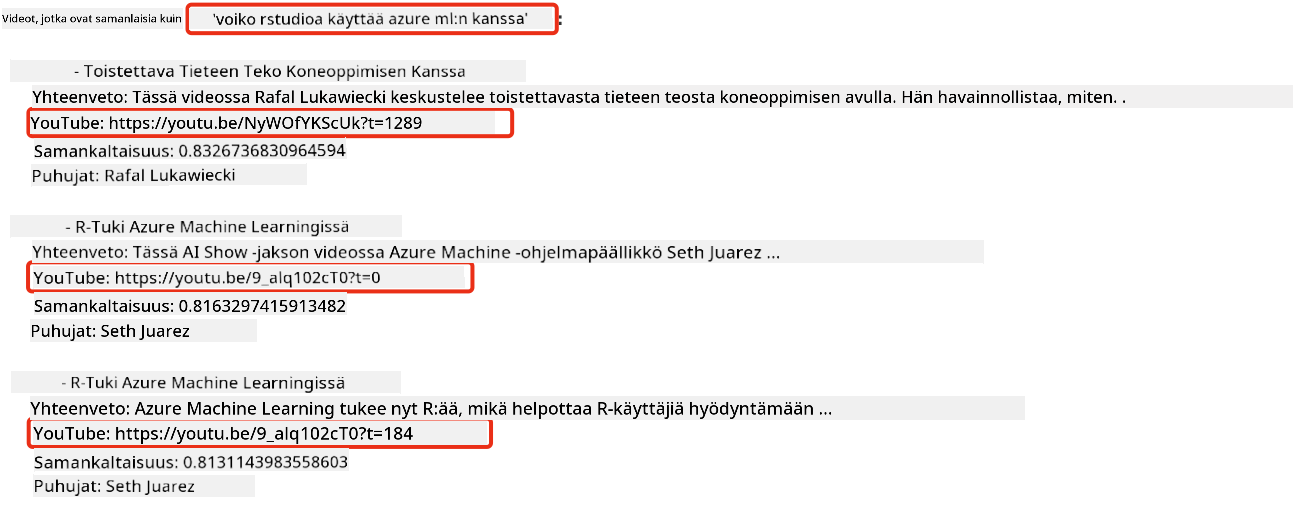 Videot, jotka ovat samanlaisia kuin 'voiko rstudioa käyttää azure ml:n kanssa':
- Toistettava Tieteen Teko Koneoppimisen Kanssa
Yhteenveto: Tässä videossa Rafal Lukawiecki keskustelee toistettavasta tieteen teosta koneoppimisen avulla. Hän havainnollistaa, miten. .
YouTube: https://youtu.be/NyWOfYKScUk?t=1289
Samankaltaisuus: 0.8326736830964594
Puhujat: Rafal Lukawiecki
- R-Tuki Azure Machine Learningissä
Yhteenveto: Tässä AI Show -jakson videossa Azure Machine -ohjelmapäällikkö Seth Juarez ...
YouTube: https://youtu.be/9_alq102cT0?t=0
Samankaltaisuus: 0.8163297415913482
Puhujat: Seth Juarez
- R-Tuki Azure Machine Learningissä
Yhteenveto: Azure Machine Learning tukee nyt R:ää, mikä helpottaa R-käyttäjiä hyödyntämään ...
YouTube: https://youtu.be/9_alq102cT0?t=184
Samankaltaisuus: 0.8131143983558603
Puhujat: Seth Juarez